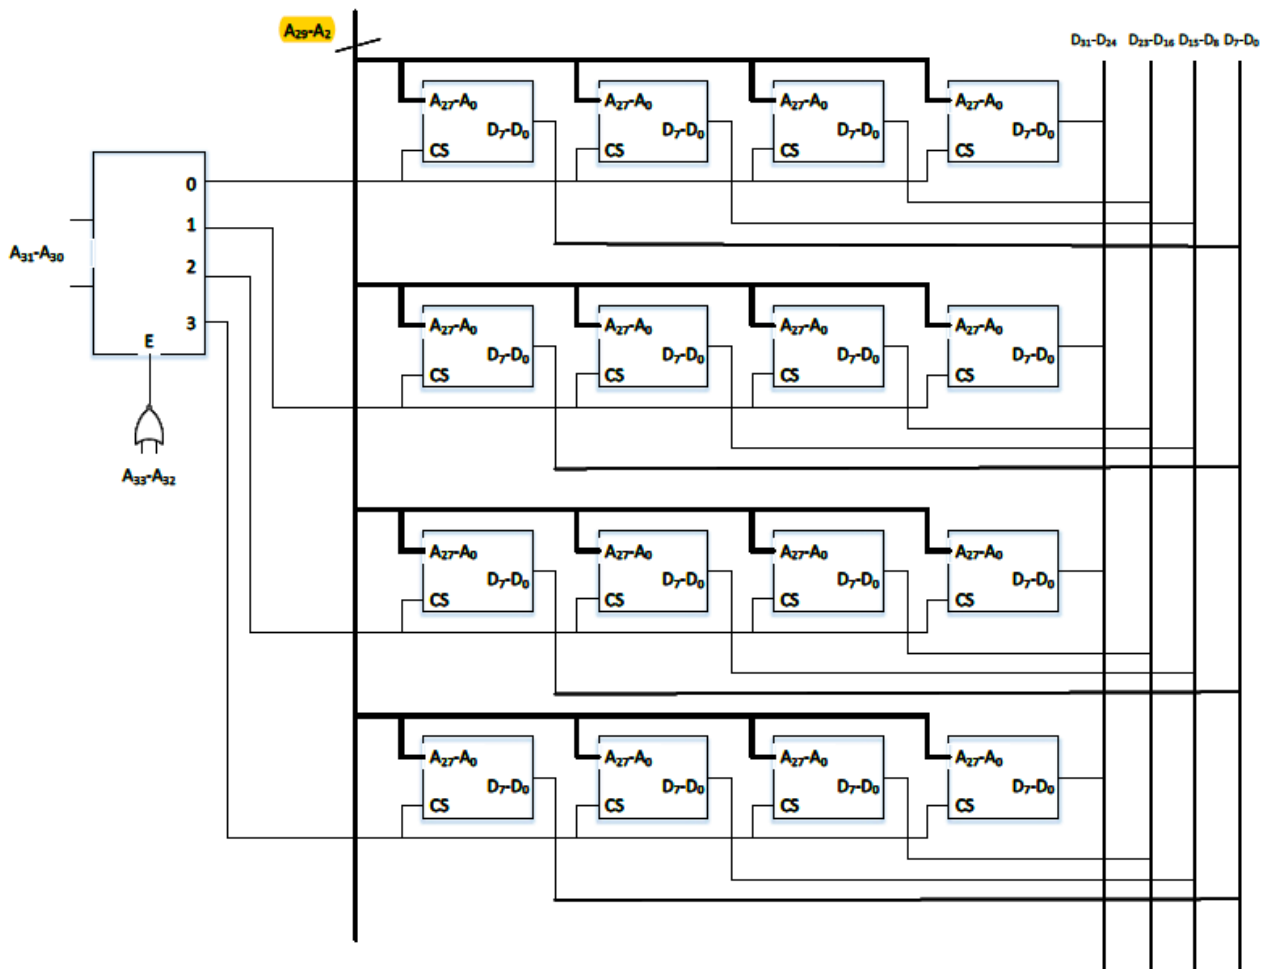 A₂₉-A₂
D₃₁-D₂₄ D₂₃-D₁₆ D₁₅-D₈ D₇-D₀
A₂₇-A₀ A₂₇-A₀ A₂₇-A₀ A₂₇-A₀
D₇-D₀ D₇-D₀ D₇-D₀ D₇-D₀
CS CS CS CS
0
1
A₃₁-A₃₀
2
3
E
A₂₇-A₀ A₂₇-A₀ A₂₇-A₀ A₂₇-A₀
D₇-D₀ D₇-D₀ D₇-D₀ D₇-D₀
CS CS CS CS
A₃₃-A₃₂
A₂₇-A₀ A₂₇-A₀ A₂₇-A₀ A₂₇-A₀
D₇-D₀ D₇-D₀ D₇-D₀ D₇-D₀
CS CS CS CS
A₂₇-A₀ A₂₇-A₀ A₂₇-A₀ A₂₇-A₀
D₇-D₀ D₇-D₀ D₇-D₀ D₇-D₀
CS CS CS CS